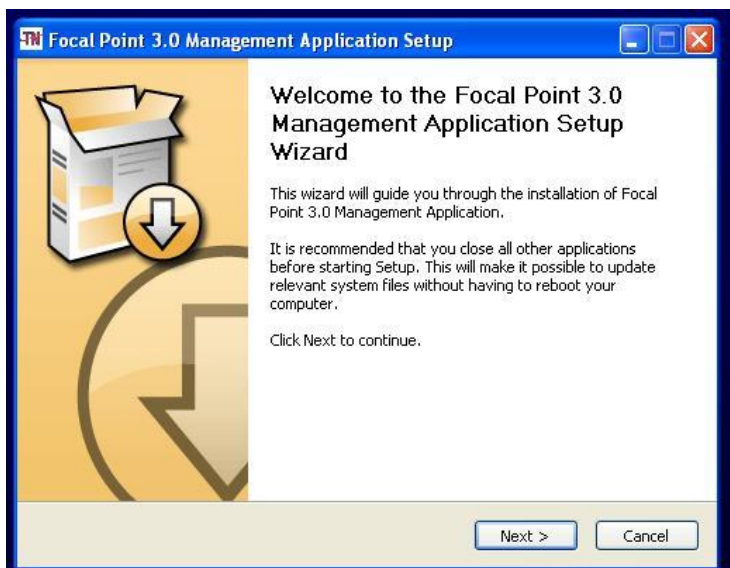 TN Focal Point 3.0 Management Application Setup
Welcome to the Focal Point 3.0
Management Application Setup
Wizard
This wizard will guide you through the installation of Focal
Point 3.0 Management Application.
It is recommended that you close all other applications
before starting Setup. This will make it possible to update
relevant system files without having to reboot your
computer.
Click Next to continue.
Next >
Cancel